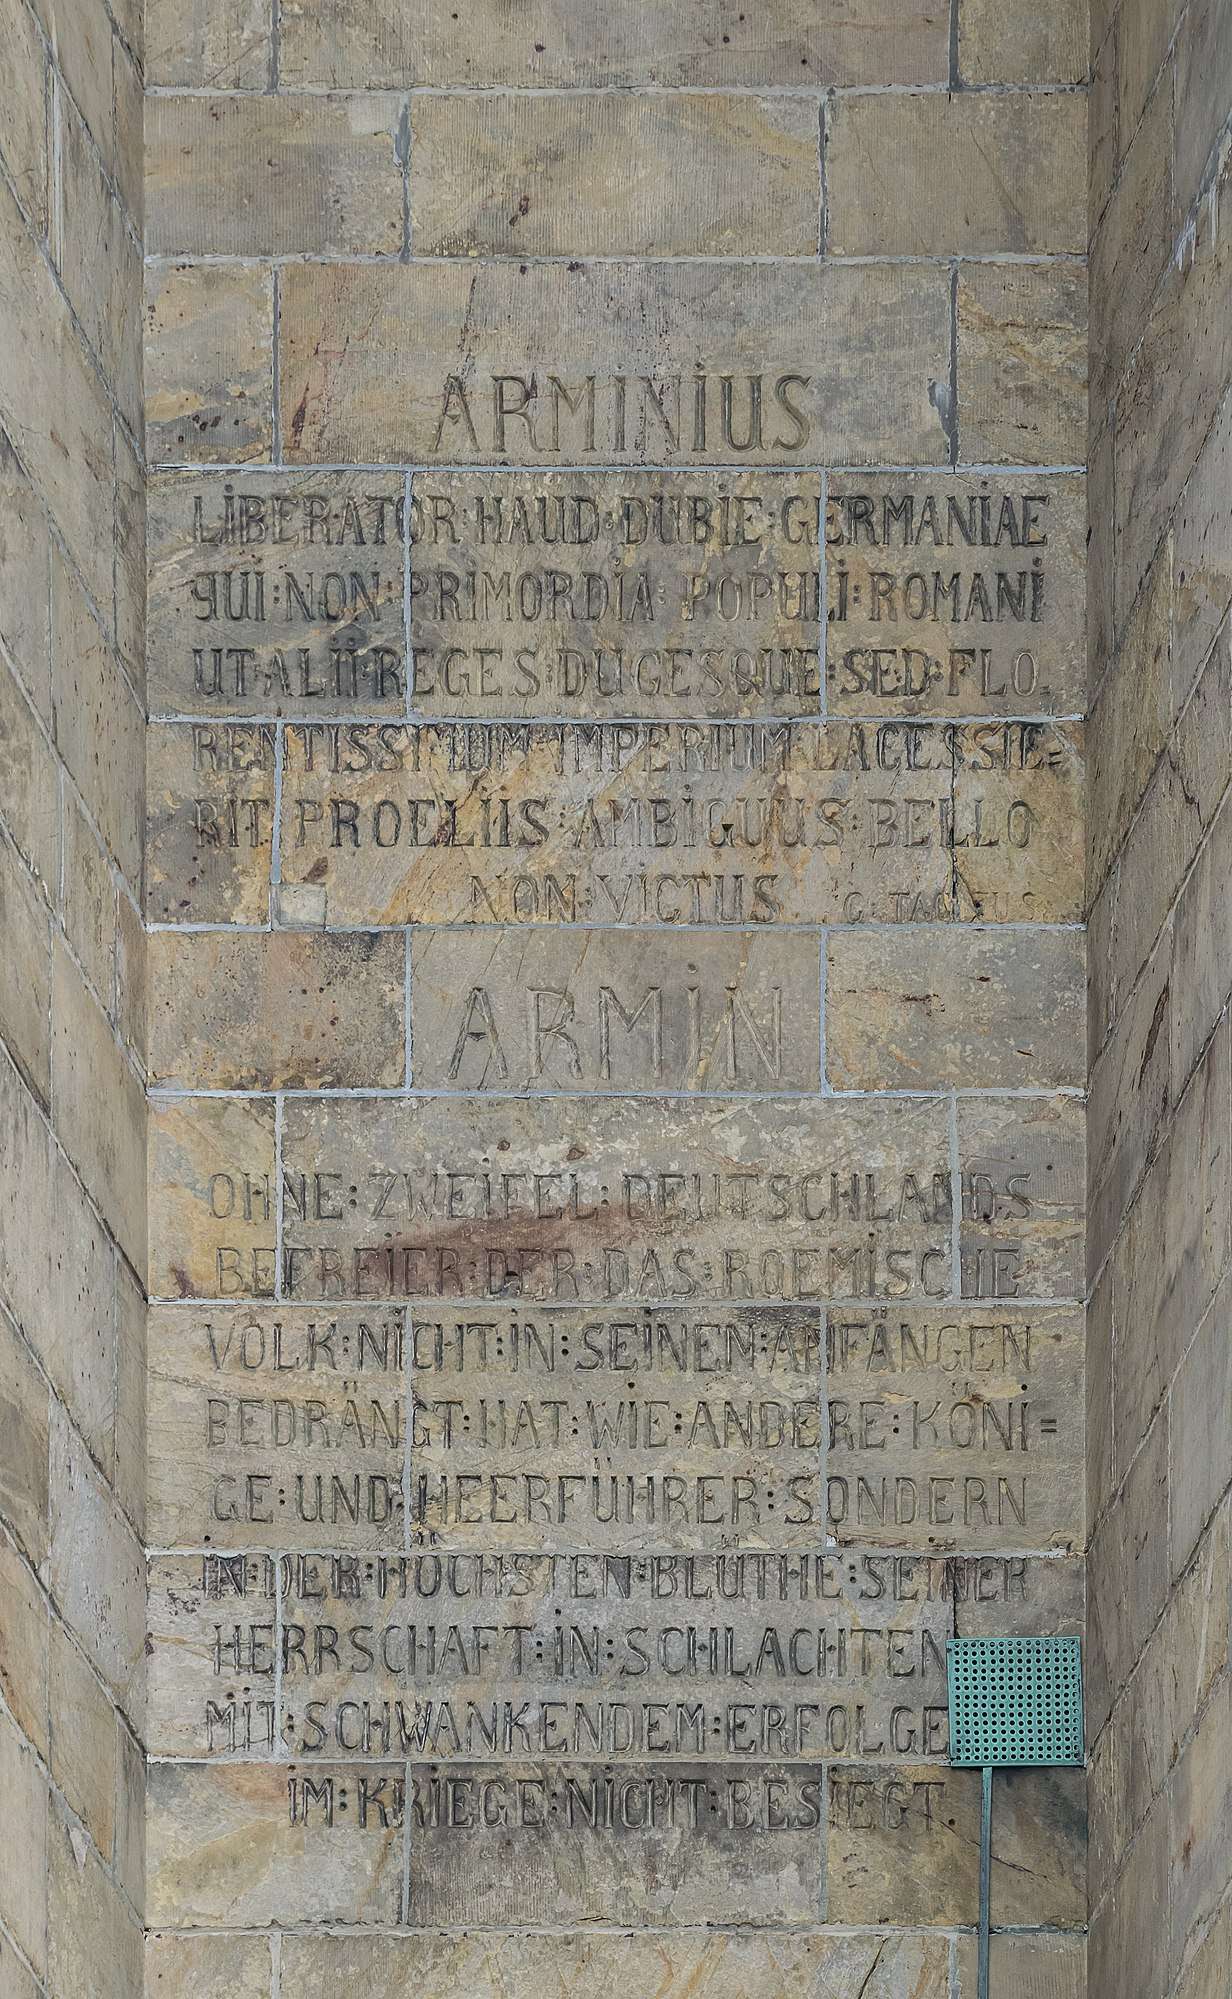 ARMINIUS
LIBERATOR:HAUD:DUBIE:GERMANIAE
QUI:NON:PRIMORDIA:POPULI:ROMANI
UT:ALII:REGES:DUCESQUE:SED:FLO=
RENTISSIMUM:IMPERIUM:LACESSIE=
RIT:PROELIIS:AMBIGUUS:BELLO
NON:VICTUS C:TACITUS
ARMIN
OHNE:ZWEIFEL:DEUTSCHLANDS
BEFREIER:DER:DAS:ROEMISCHE
VOLK:NICHT:IN:SEINEN:ANFÄNGEN
BEDRÄNGT:HAT:WIE:ANDERE:KÖNI=
GE:UND:HEERFÜHRER:SONDERN
IN:DER:HÖCHSTEN:BLÜTHE:SEINER
HERRSCHAFT:IN:SCHLACHTEN
MIT:SCHWANKENDEM:ERFOLGE
IM:KRIEGE:NICHT:BESIEGT.